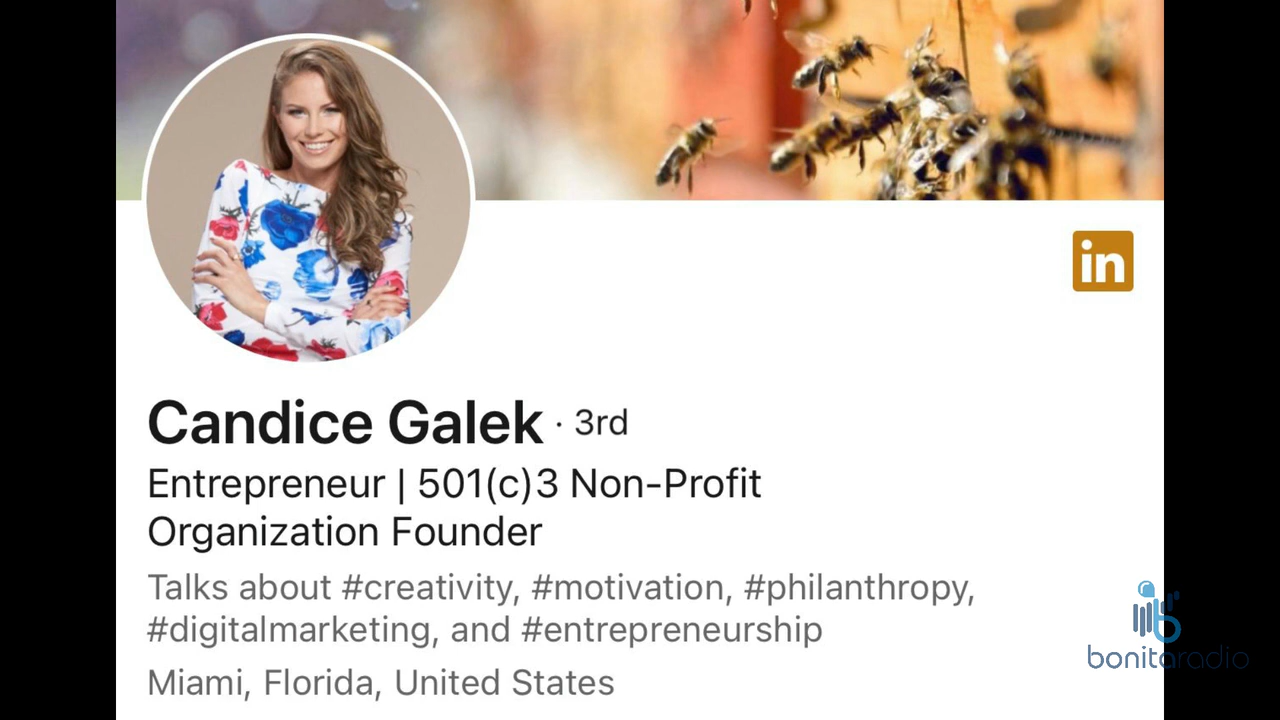 in
Candice Galek · 3rd
Entrepreneur | 501(c)3 Non-Profit
Organization Founder
Talks about #creativity, #motivation, #philanthropy,
#digitalmarketing, and #entrepreneurship
Miami, Florida, United States
bonitaradio